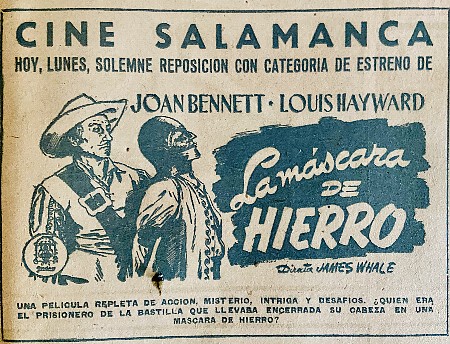 CINE SALAMANCA
HOY, LUNES, SOLEMNE REPOSICION CON CATEGORIA DE ESTRENO DE
JOAN BENNETT · LOUIS HAYWARD
La máscara
DE
HIERRO
Director JAMES WHALE
UNA PELICULA REPLETA DE ACCION, MISTERIO, INTRIGA Y DESAFIOS. ¿QUIEN ERA
EL PRISIONERO DE LA BASTILLA QUE LLEVABA ENCERRADA SU CABEZA EN UNA
MASCARA DE HIERRO?